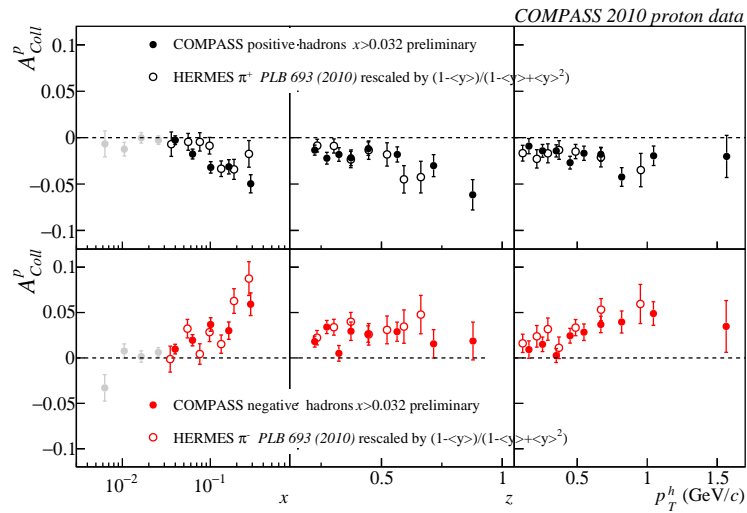 COMPASS 2010 proton data
A^p_Coll
0.1
0.05
0
−0.05
−0.1
COMPASS positive hadrons x>0.032 preliminary
HERMES π⁺ PLB 693 (2010) rescaled by (1-<y>)/(1-<y>+<y>²)
A^p_Coll
0.1
0.05
0
−0.05
−0.1
COMPASS negative hadrons x>0.032 preliminary
HERMES π⁻ PLB 693 (2010) rescaled by (1-<y>)/(1-<y>+<y>²)
10⁻² 10⁻¹ 0.5 1 0.5 1 1.5
x z p_T^h (GeV/c)